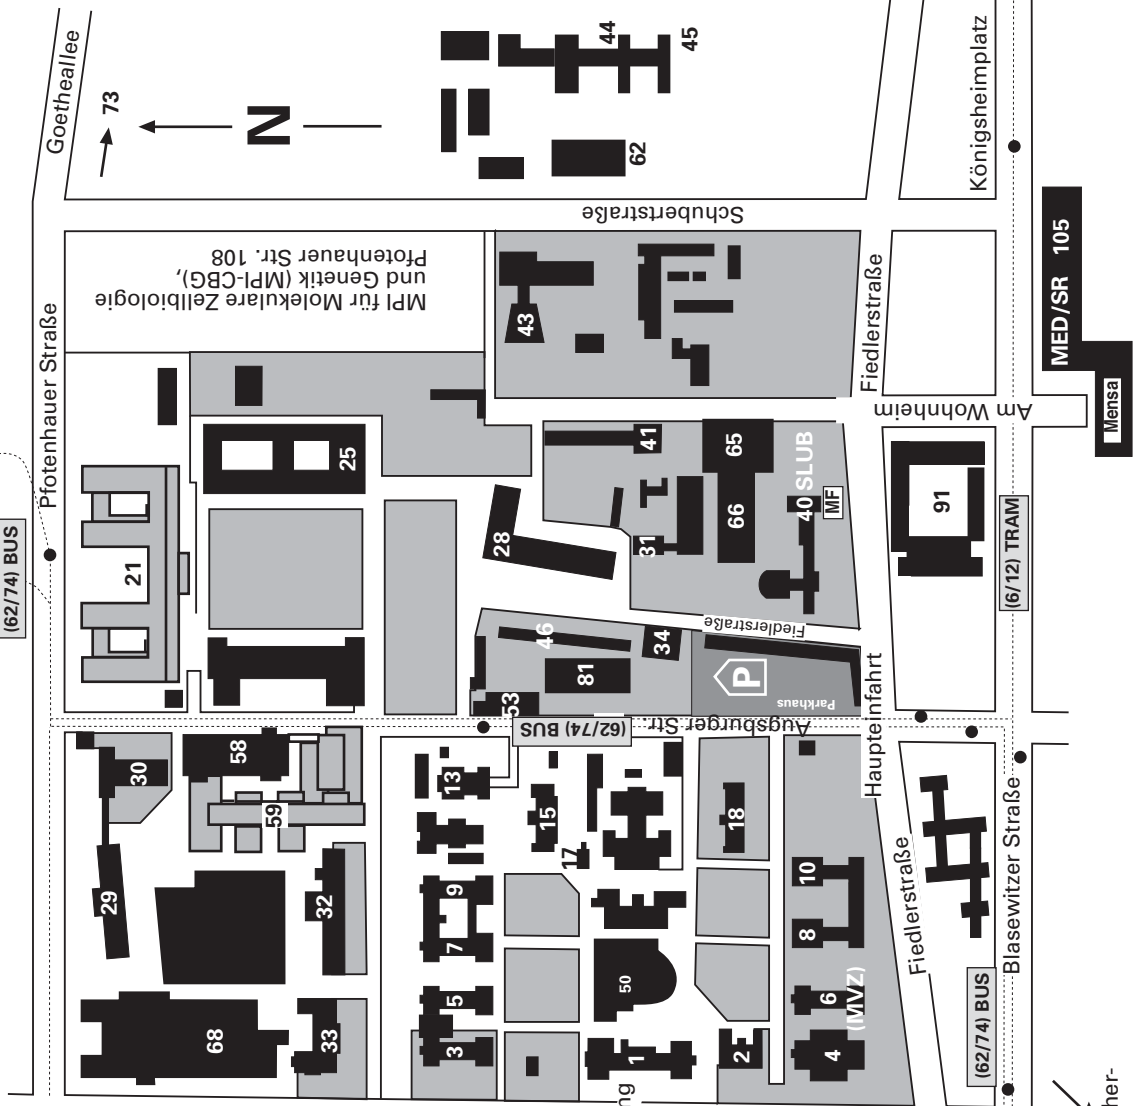 Goetheallee
73
N
44
45
62
Königsheimplatz
Schubertstraße
MPI für Molekulare Zellbiologie
und Genetik (MPI-CBG),
Pfotenhauer Str. 108
Pfotenhauer Straße
43
Fiedlerstraße
MED/SR 105
Mensa
Am Wohnheim
(62/74) BUS
21
25
28
41
31
65
66
40 SLUB
MF
91
(6/12) TRAM
46
34
81
53
Fiedlerstraße
P
Parkhaus
Haupteinfahrt
(62/74) BUS
Augsburger Str.
30
58
59
29
32
68
33
13
15
17
18
9
7
5
3
50
1
2
10
8
6
(MVZ)
4
Fiedlerstraße
Blasewitzer Straße
(62/74) BUS
ng
her-